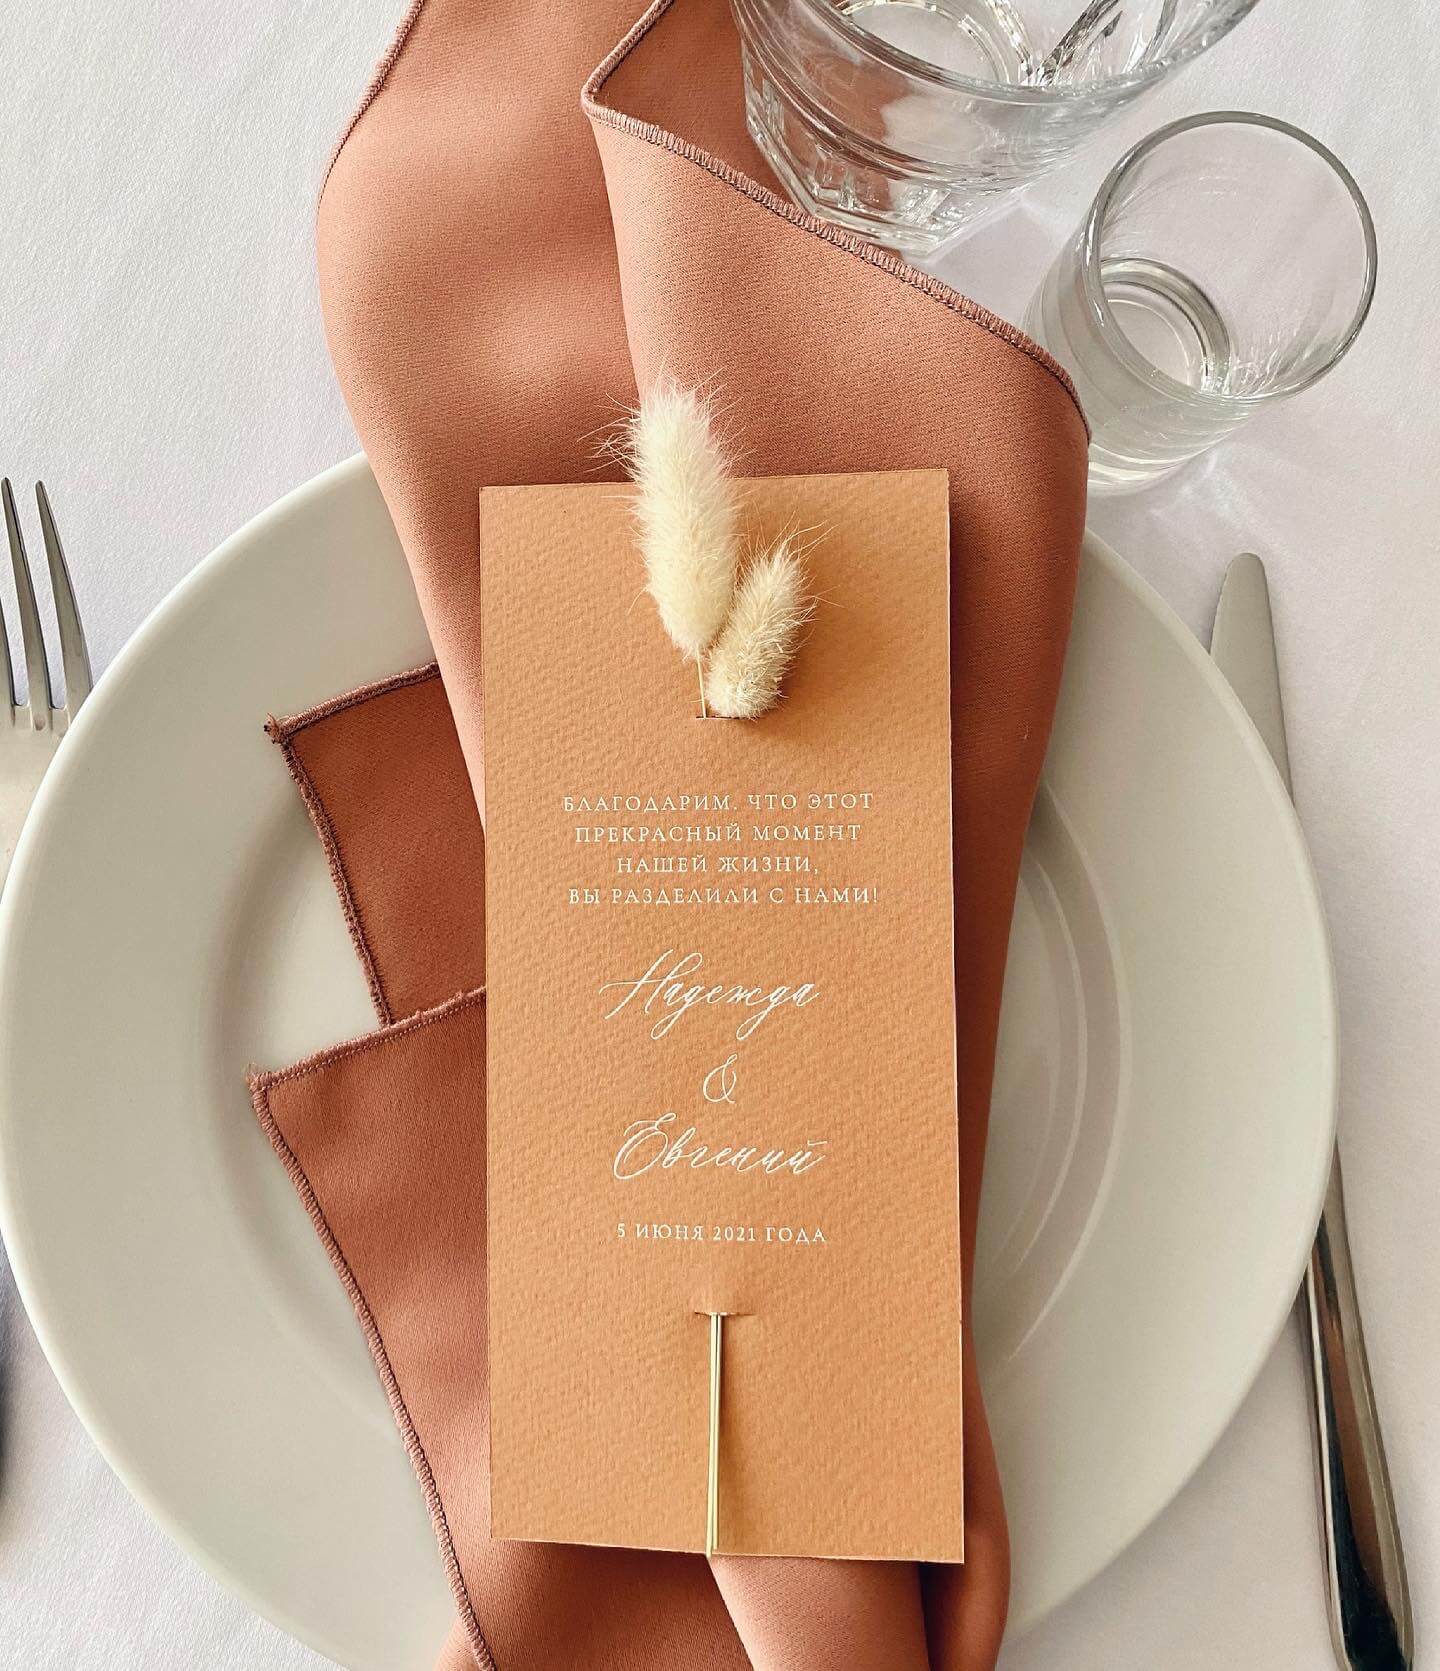 БЛАГОДАРИМ, ЧТО ЭТОТ
ПРЕКРАСНЫЙ МОМЕНТ
НАШЕЙ ЖИЗНИ,
ВЫ РАЗДЕЛИЛИ С НАМИ!
Надежда
&
Евгений
5 ИЮНЯ 2021 ГОДА